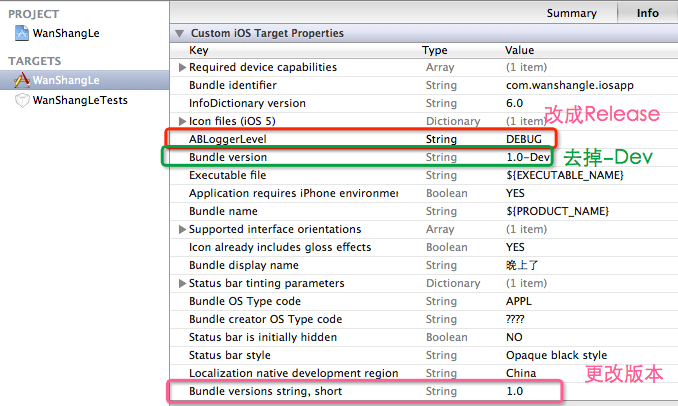 PROJECT
WanShangLe
TARGETS
WanShangLe
WanShangLeTests
Summary
Info
Custom iOS Target Properties
Key Type Value
Required device capabilities Array (1 item)
Bundle identifier String com.wanshangle.iosapp
InfoDictionary version String 6.0
改成Release
Icon files (iOS 5) Dictionary (1 item)
ABLoggerLevel String DEBUG
Bundle version String 1.0-Dev
去掉-Dev
Executable file String ${EXECUTABLE_NAME}
Application requires iPhone environmen Boolean YES
Bundle name String ${PRODUCT_NAME}
Supported interface orientations Array (1 item)
Icon already includes gloss effects Boolean YES
Bundle display name String 晚上了
Status bar tinting parameters Dictionary (1 item)
Bundle OS Type code String APPL
Bundle creator OS Type code String ????
Status bar is initially hidden Boolean NO
Status bar style String Opaque black style
Localization native development region String China
更改版本
Bundle versions string, short String 1.0